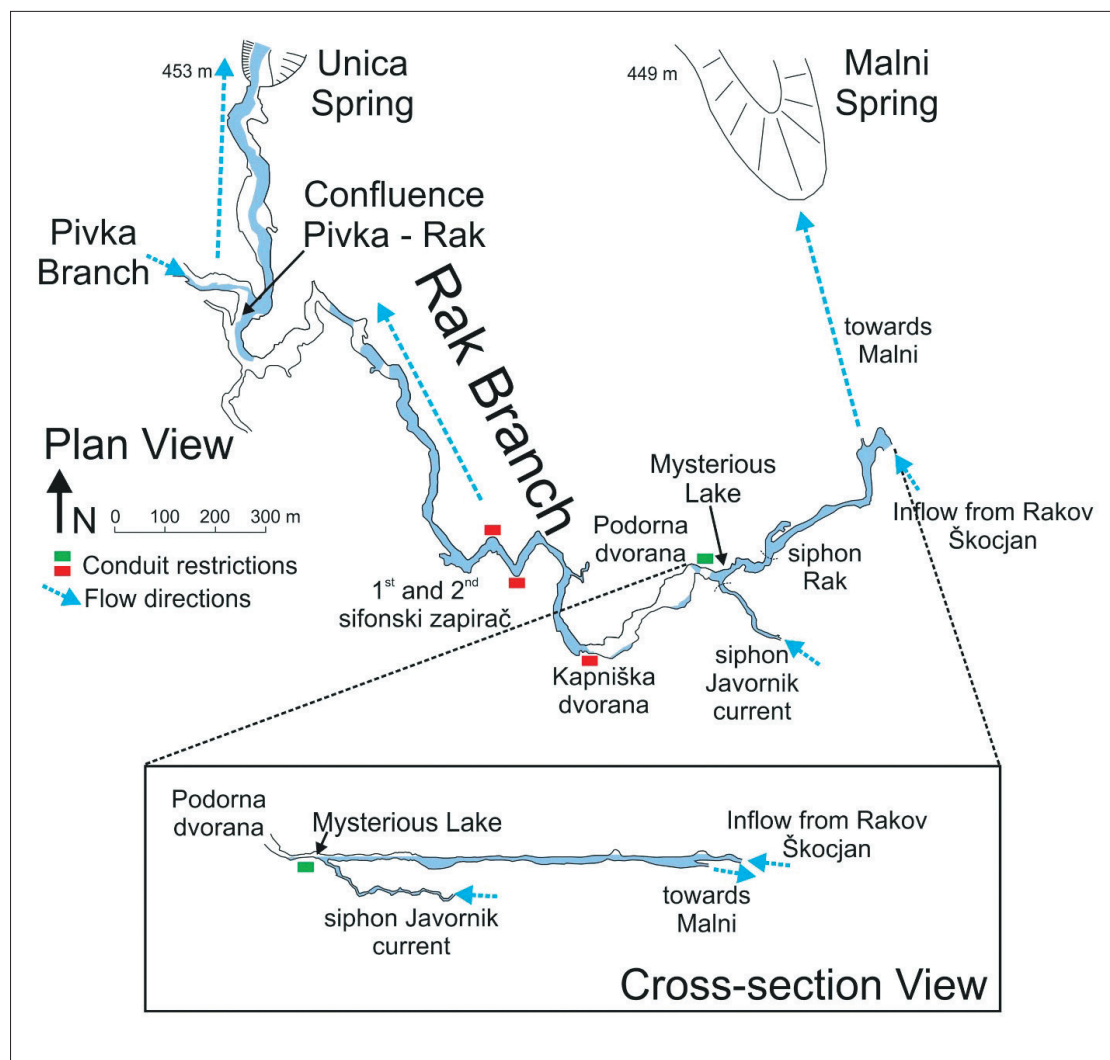 453 m
Unica
Spring
449 m
Malni
Spring
Confluence
Pivka - Rak
Pivka
Branch
Rak Branch
towards
Malni
Plan View
N
0 100 200 300 m
Conduit restrictions
Flow directions
Mysterious
Lake
Podorna
dvorana
Inflow from Rakov
Škocjan
siphon
Rak
1st and 2nd
sifonski zapirač
Kapniška
dvorana
siphon
Javornik
current
Podorna
dvorana
Mysterious Lake
Inflow from Rakov
Škocjan
siphon Javornik
current
towards
Malni
Cross-section View